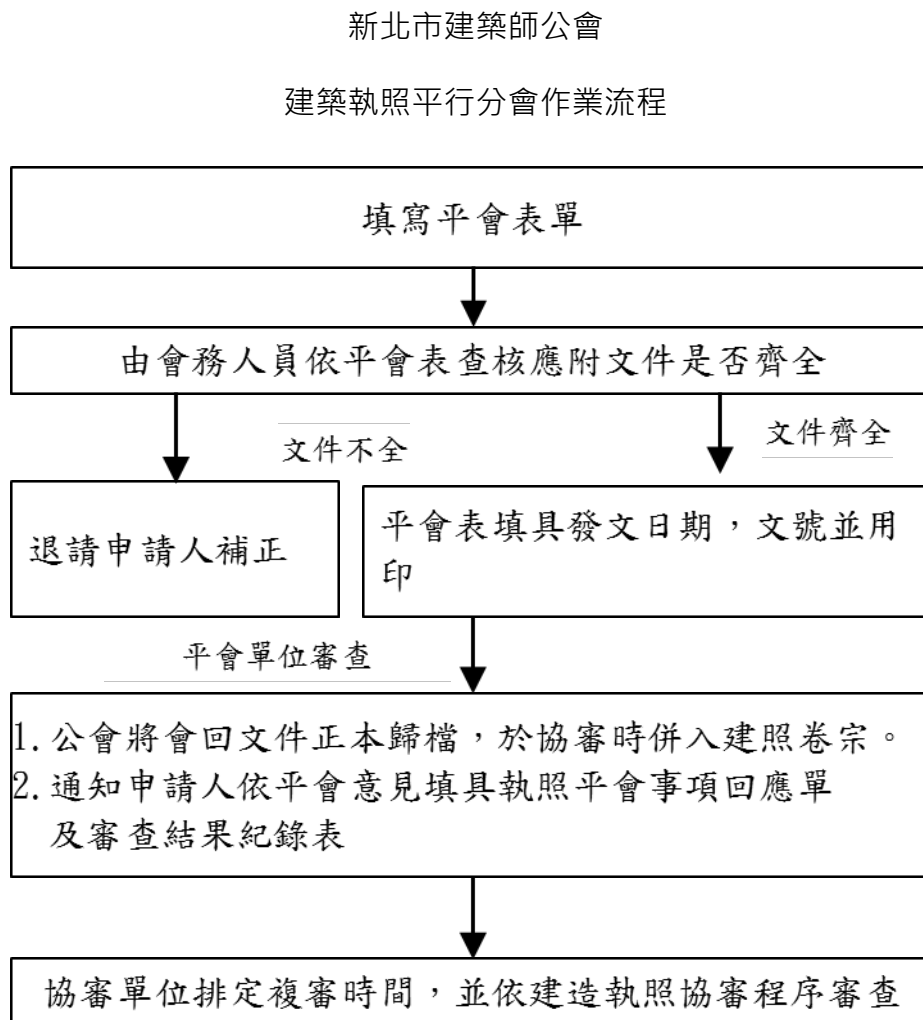 新北市建築師公會
建築執照平行分會作業流程
填寫平會表單
由會務人員依平會表查核應附文件是否齊全
文件不全
文件齊全
退請申請人補正
平會表填具發文日期，文號並用
印
平會單位審查
1. 公會將會回文件正本歸檔，於協審時併入建照卷宗。
2. 通知申請人依平會意見填具執照平會事項回應單
及審查結果紀錄表
協審單位排定複審時間，並依建造執照協審程序審查